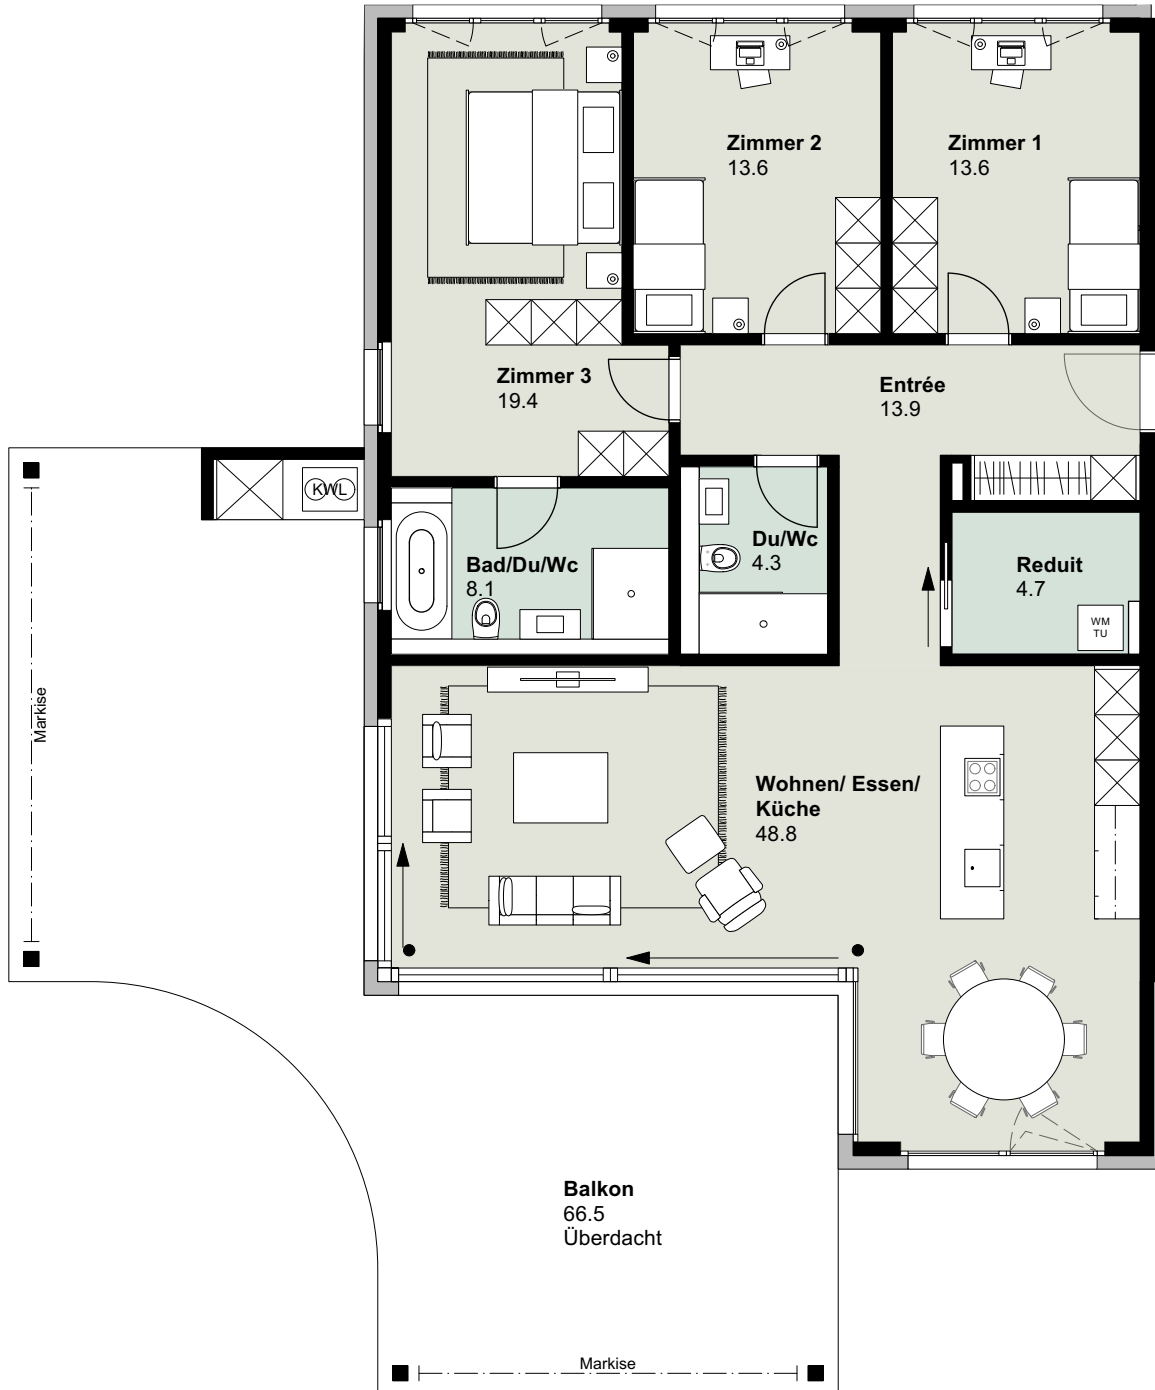 Zimmer 2
13.6
Zimmer 1
13.6
Zimmer 3
19.4
Entrée
13.9
KWL
Bad/Du/Wc
8.1
Du/Wc
4.3
Reduit
4.7
WM
TU
Markise
Wohnen/ Essen/
Küche
48.8
Balkon
66.5
Überdacht
Markise